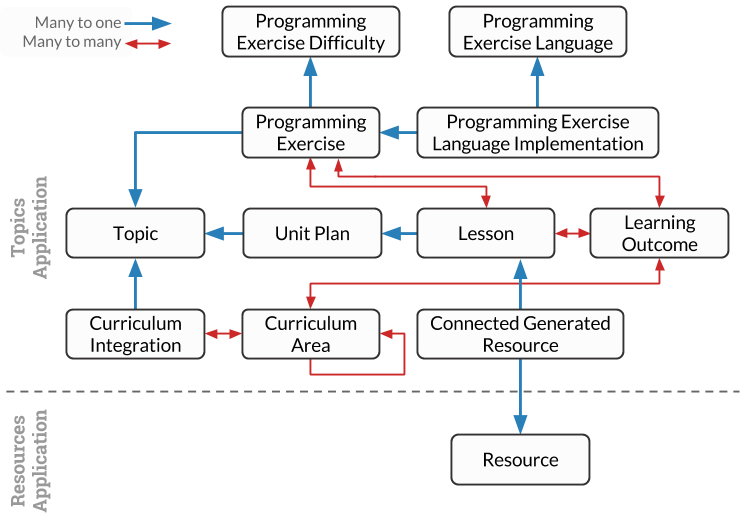 Many to one
Many to many
Programming
Exercise Difficulty
Programming
Exercise Language
Programming
Exercise
Programming Exercise
Language Implementation
Topics
Application
Topic
Unit Plan
Lesson
Learning
Outcome
Curriculum
Integration
Curriculum
Area
Connected Generated
Resource
Resources
Application
Resource